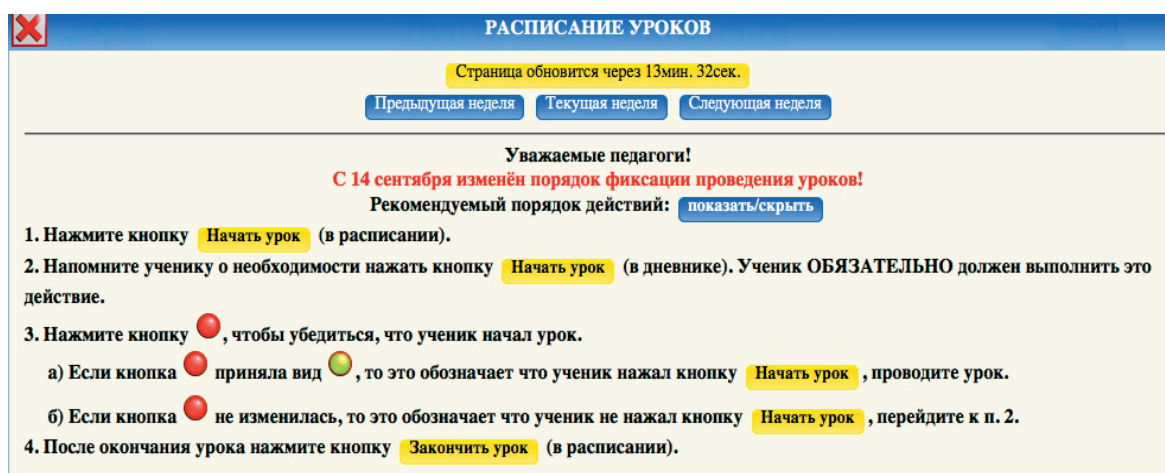 РАСПИСАНИЕ УРОКОВ
Страница обновится через 13мин. 32сек.
Предыдущая неделя Текущая неделя Следующая неделя
Уважаемые педагоги!
С 14 сентября изменён порядок фиксации проведения уроков!
Рекомендуемый порядок действий: показать/скрыть
1. Нажмите кнопку Начать урок (в расписании).
2. Напомните ученику о необходимости нажать кнопку Начать урок (в дневнике). Ученик ОБЯЗАТЕЛЬНО должен выполнить это
действие.
3. Нажмите кнопку , чтобы убедиться, что ученик начал урок.
а) Если кнопка приняла вид , то это обозначает что ученик нажал кнопку Начать урок , проводите урок.
б) Если кнопка не изменилась, то это обозначает что ученик не нажал кнопку Начать урок , перейдите к п. 2.
4. После окончания урока нажмите кнопку Закончить урок (в расписании).